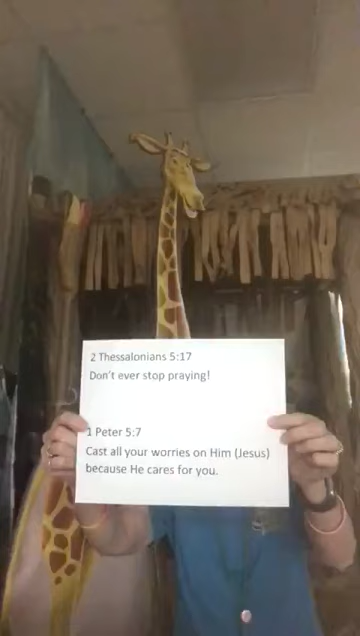 2 Thessalonians 5:17
Don't ever stop praying!
1 Peter 5:7
Cast all your worries on Him (Jesus)
because He cares for you.